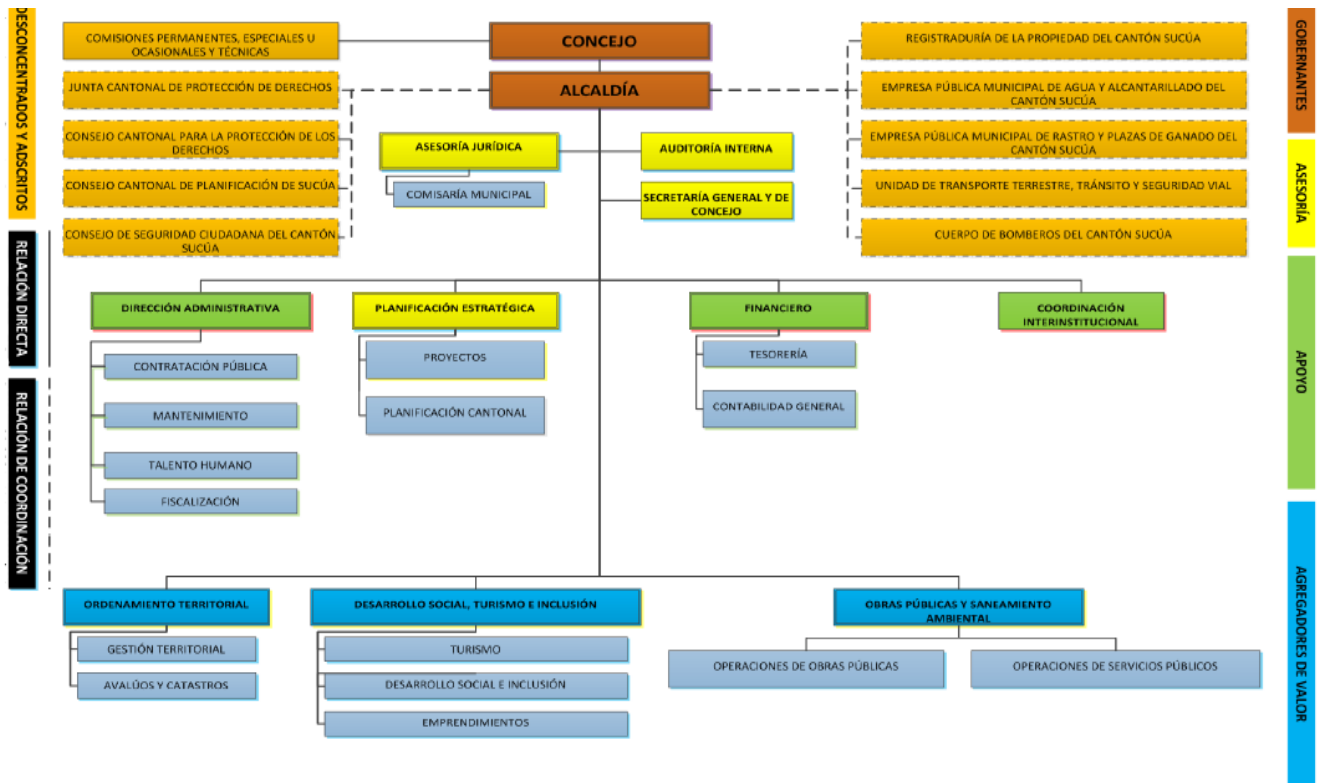 COMISIONES PERMANENTES, ESPECIALES U
OCASIONALES Y TÉCNICAS
CONCEJO
REGISTRADURÍA DE LA PROPIEDAD DEL CANTÓN SUCÚA
JUNTA CANTONAL DE PROTECCIÓN DE DERECHOS
ALCALDÍA
EMPRESA PÚBLICA MUNICIPAL DE AGUA Y ALCANTARILLADO DEL
CANTÓN SUCÚA
CONSEJO CANTONAL PARA LA PROTECCIÓN DE LOS
DERECHOS
ASESORÍA JURÍDICA
AUDITORÍA INTERNA
EMPRESA PÚBLICA MUNICIPAL DE RASTRO Y PLAZAS DE GANADO DEL
CANTÓN SUCÚA
CONSEJO CANTONAL DE PLANIFICACIÓN DE SUCÚA
COMISARÍA MUNICIPAL
SECRETARÍA GENERAL Y DE
CONCEJO
UNIDAD DE TRANSPORTE TERRESTRE, TRÁNSITO Y SEGURIDAD VIAL
CONSEJO DE SEGURIDAD CIUDADANA DEL CANTÓN
SUCÚA
CUERPO DE BOMBEROS DEL CANTÓN SUCÚA
DIRECCIÓN ADMINISTRATIVA
PLANIFICACIÓN ESTRATÉGICA
FINANCIERO
COORDINACIÓN
INTERINSTITUCIONAL
CONTRATACIÓN PÚBLICA
MANTENIMIENTO
TALENTO HUMANO
FISCALIZACIÓN
PROYECTOS
PLANIFICACIÓN CANTONAL
TESORERÍA
CONTABILIDAD GENERAL
ORDENAMIENTO TERRITORIAL
DESARROLLO SOCIAL, TURISMO E INCLUSIÓN
OBRAS PÚBLICAS Y SANEAMIENTO
AMBIENTAL
GESTIÓN TERRITORIAL
AVALÚOS Y CATASTROS
TURISMO
DESARROLLO SOCIAL E INCLUSIÓN
EMPRENDIMIENTOS
OPERACIONES DE OBRAS PÚBLICAS
OPERACIONES DE SERVICIOS PÚBLICOS
DESCONCENTRADOS Y ADSCRITOS
RELACIÓN DIRECTA
RELACIÓN DE COORDINACIÓN
GOBERNANTES
ASESORÍA
APOYO
AGREGADORES DE VALOR